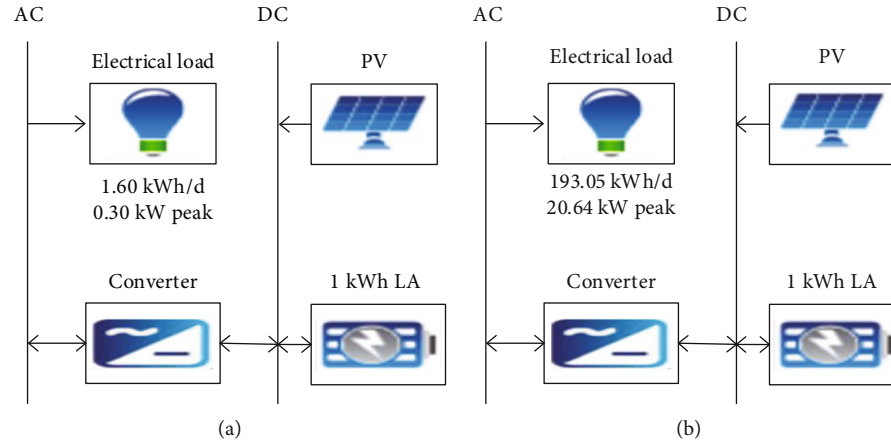 AC
DC
Electrical load
PV
1.60 kWh/d
0.30 kW peak
Converter
1 kWh LA
(a)
AC
DC
Electrical load
PV
193.05 kWh/d
20.64 kW peak
Converter
1 kWh LA
(b)